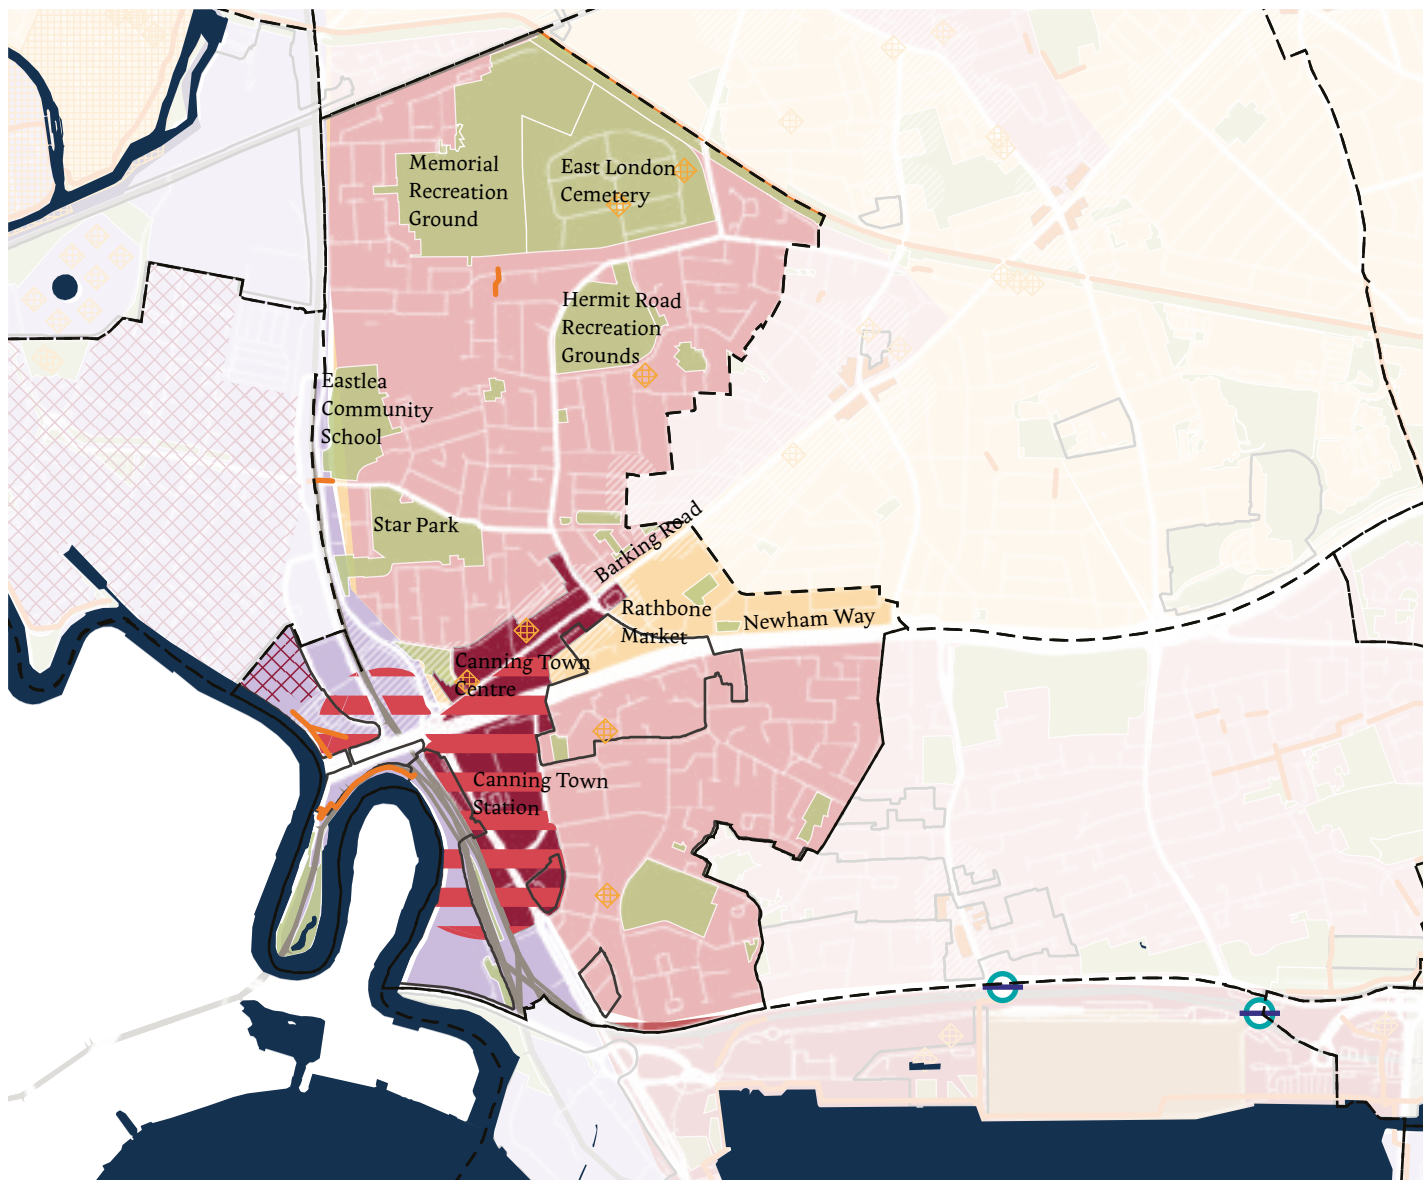 Memorial
Recreation
Ground
East London
Cemetery
Hermit Road
Recreation
Grounds
Eastlea
Community
School
Star Park
Barking Road
Rathbone
Market
Newham Way
Canning Town
Centre
Canning Town
Station